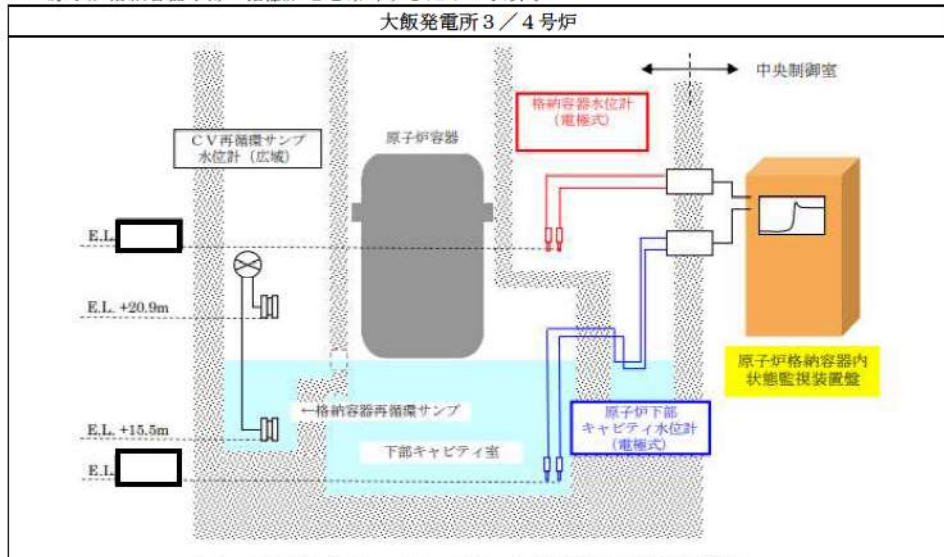 大飯発電所3/4号炉
中央制御室
格納容器水位計
(電極式)
CV再循環サンプ
水位計(広域)
原子炉容器
E.L.
E.L. +20.9m
原子炉格納容器内
状態監視装置盤
←格納容器再循環サンプ
原子炉下部
キャビティ水位計
(電極式)
E.L. +15.5m
下部キャビティ室
E.L.